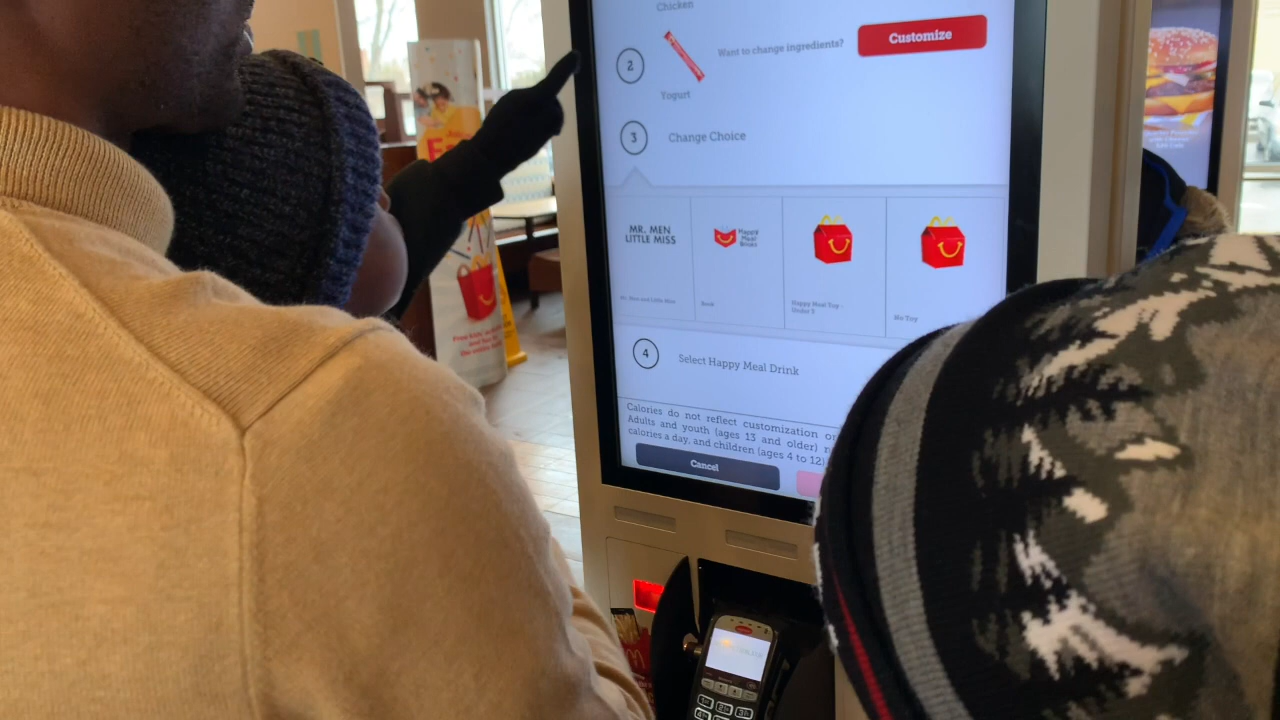 Chicken
2
Want to change ingredients?
Customize
Yogurt
3
Change Choice
MR. MEN
LITTLE MISS
Happy
Meal
Books
Mr. Men and Little Miss
Book
Happy Meal Toy -
Under 3
No Toy
4
Select Happy Meal Drink
Calories do not reflect customization or
Adults and youth (ages 13 and older)
calories a day, and children (ages 4 to 12)
Cancel